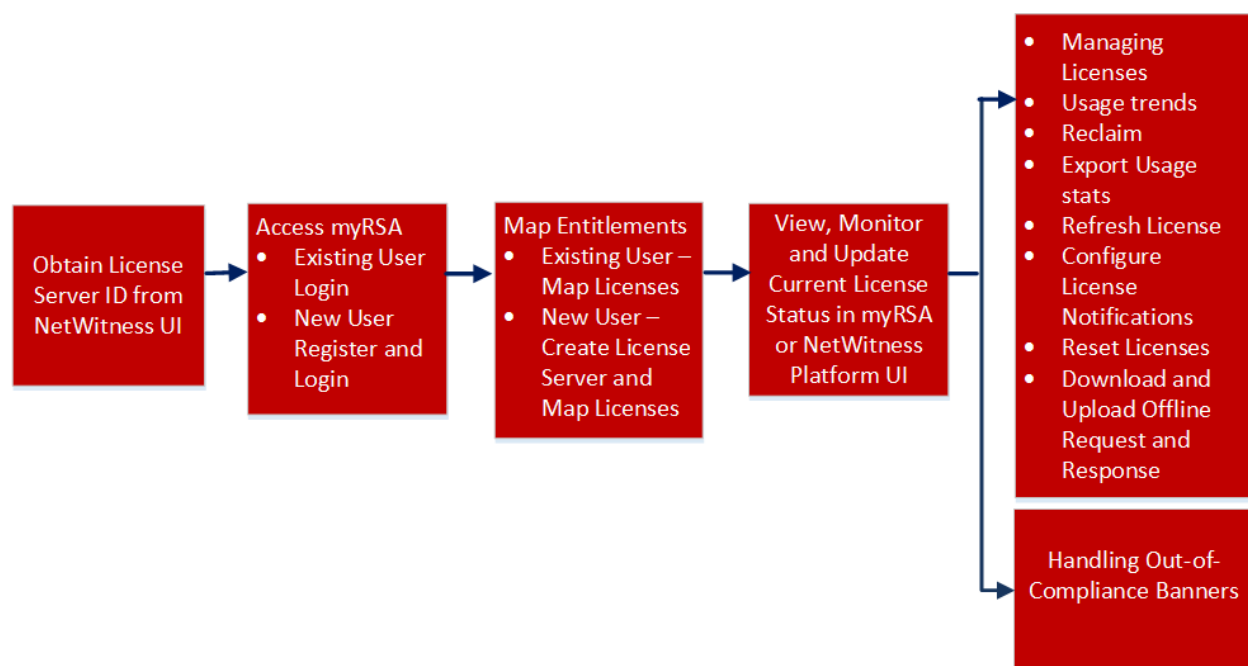 Obtain License
Server ID from
NetWitness UI
Access myRSA
• Existing User
Login
• New User
Register and
Login
Map Entitlements
• Existing User –
Map Licenses
• New User –
Create License
Server and
Map Licenses
View, Monitor
and Update
Current License
Status in myRSA
or NetWitness
Platform UI
• Managing
Licenses
• Usage trends
• Reclaim
• Export Usage
stats
• Refresh License
• Configure
License
Notifications
• Reset Licenses
• Download and
Upload Offline
Request and
Response
Handling Out-of-
Compliance Banners